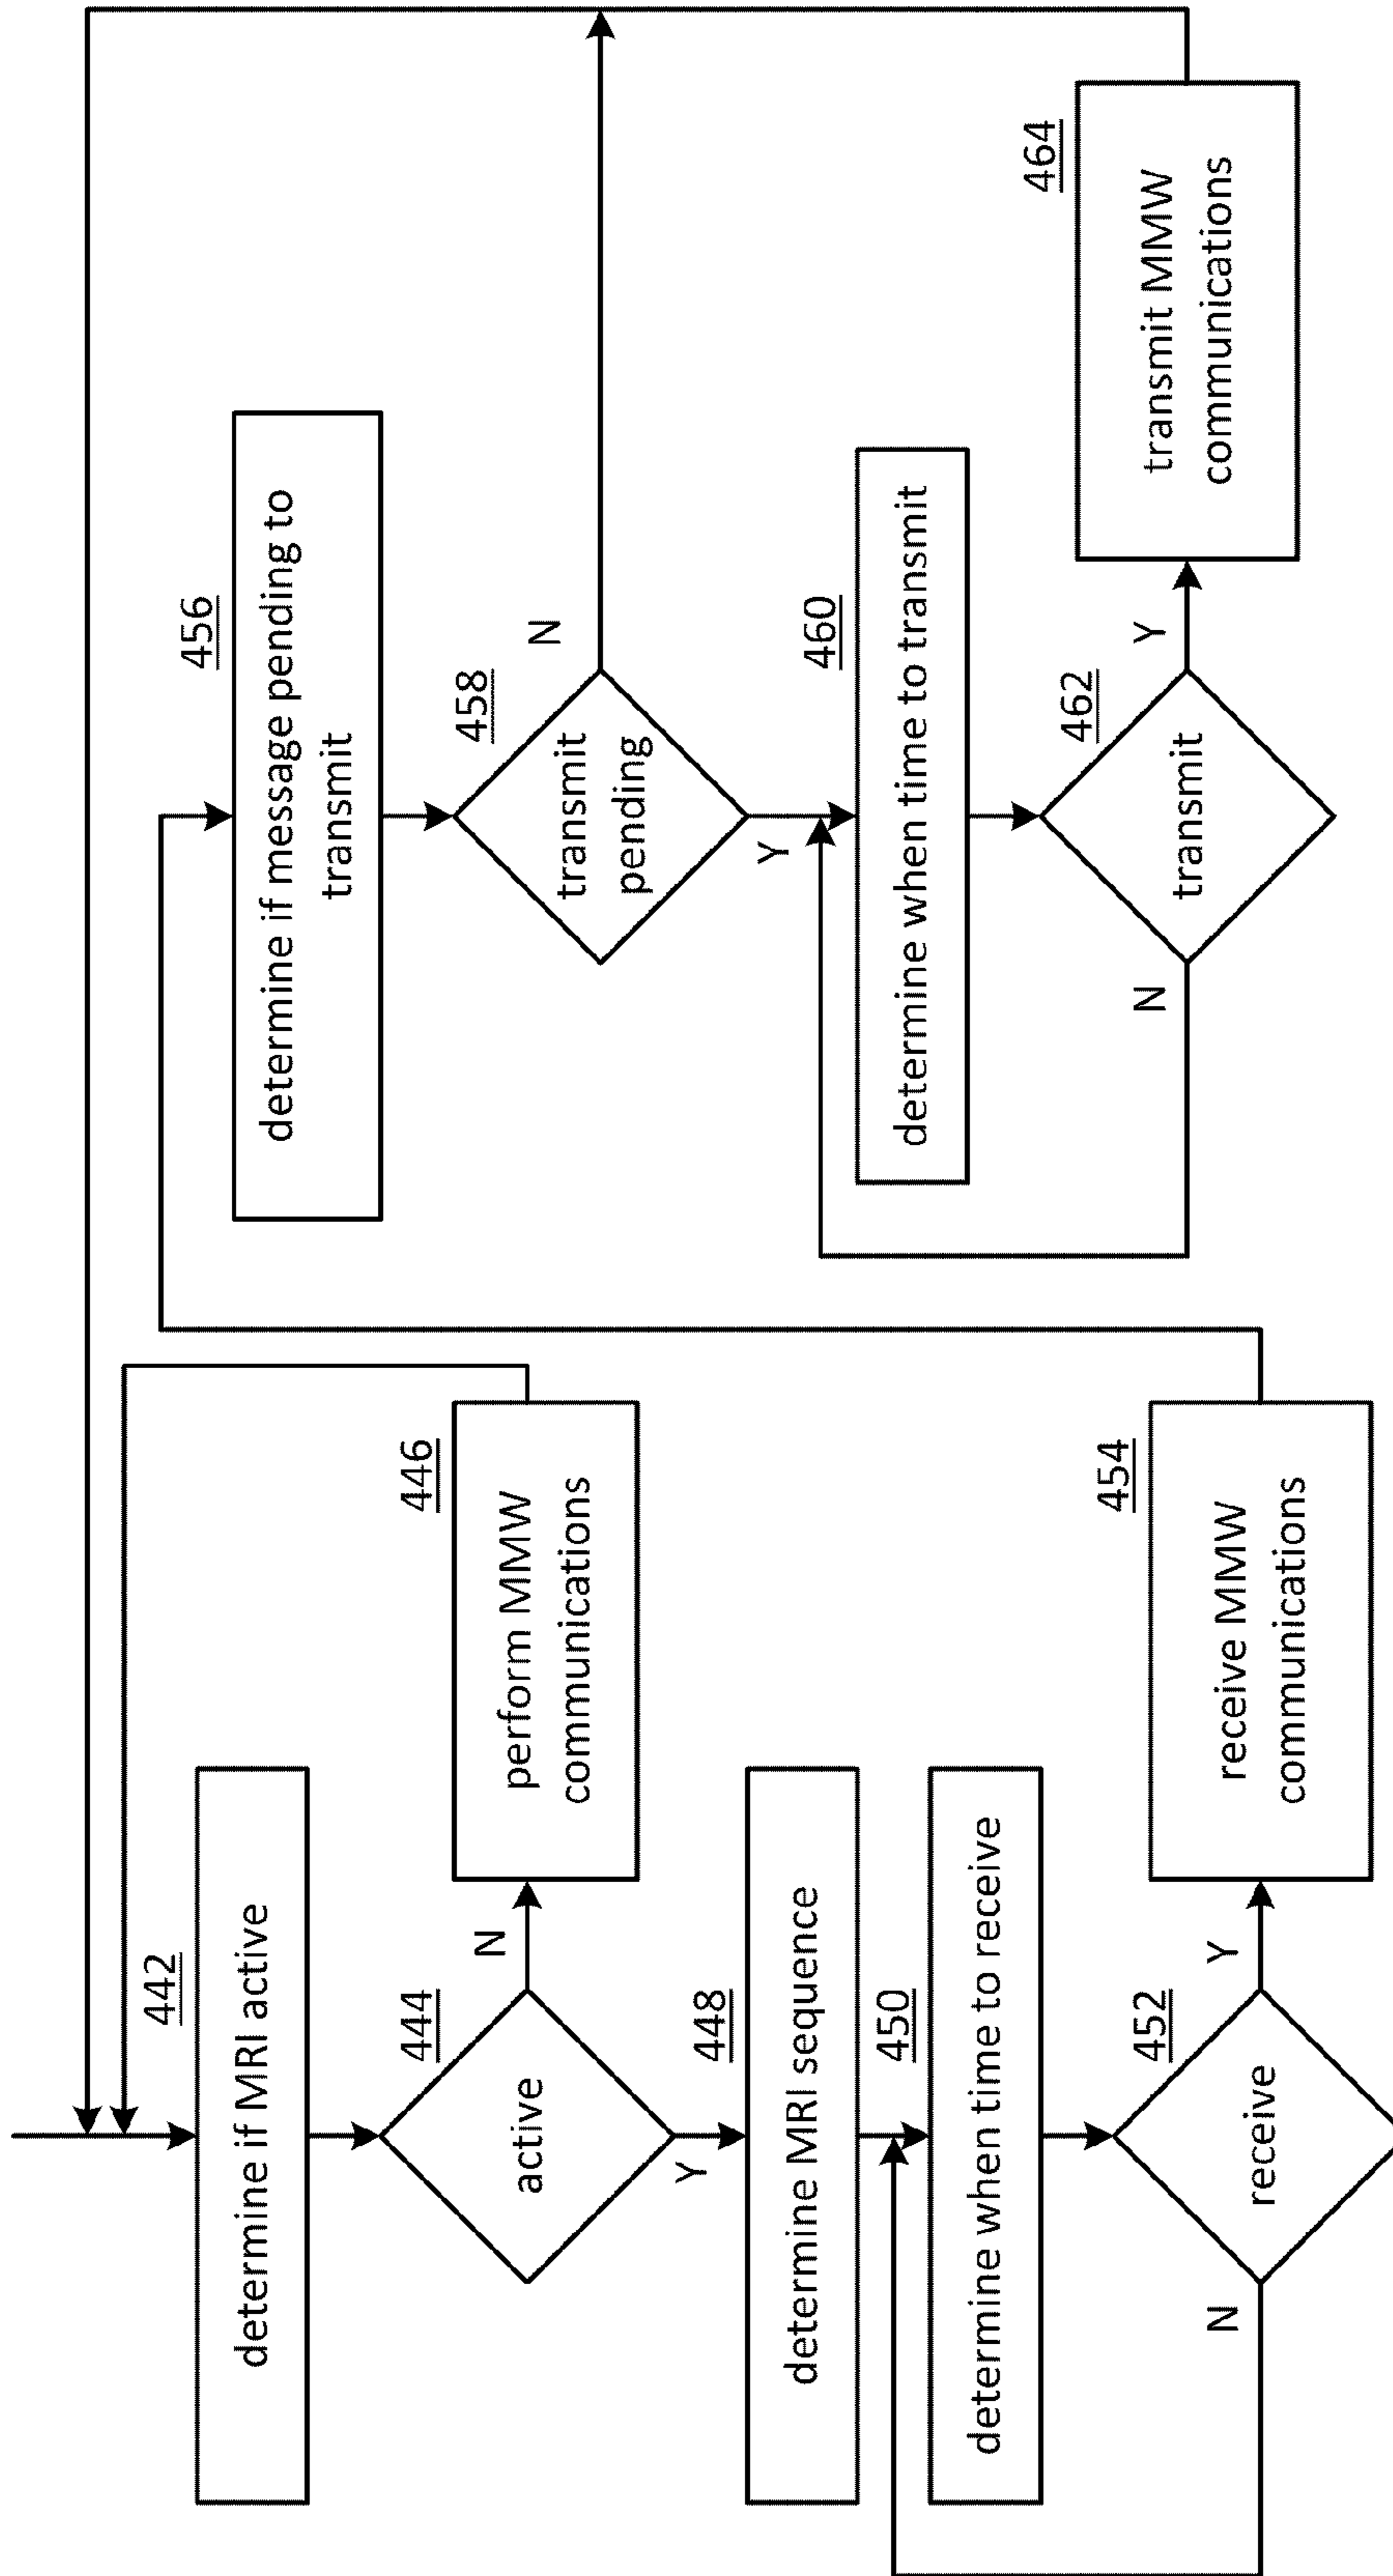 442
determine if MRI active
444
active
N
Y
446
perform MMW
communications
448
determine MRI sequence
450
determine when time to receive
452
receive
N
Y
454
receive MMW
communications
456
determine if message pending to
transmit
458
transmit
pending
N
Y
460
determine when time to transmit
462
transmit
N
Y
464
transmit MMW
communications